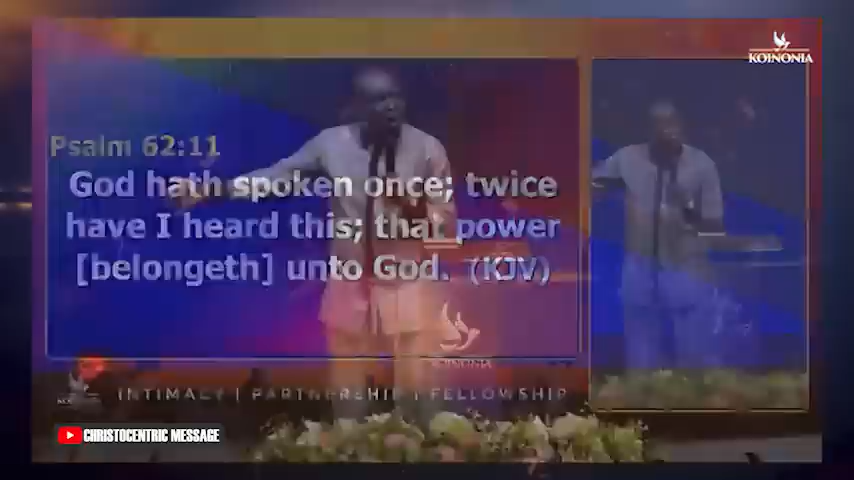 KOINONIA
Psalm 62:11
God hath spoken once; twice
have I heard this; that power
[belongeth] unto God. (KJV)
KOINONIA
INTIMACY | PARTNERSHIP | FELLOWSHIP
CHRISTOCENTRIC MESSAGE